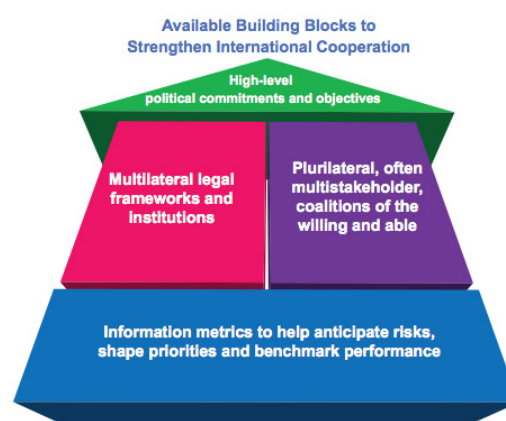 Available Building Blocks to
Strengthen International Cooperation
High-level
political commitments and objectives
Multilateral legal
frameworks and
institutions
Plurilateral, often
multistakeholder,
coalitions of the
willing and able
Information metrics to help anticipate risks,
shape priorities and benchmark performance